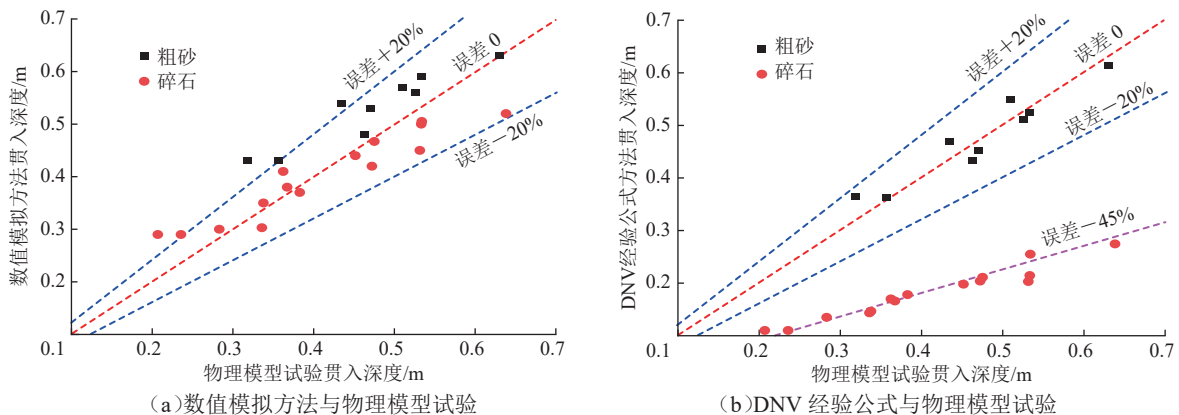 0.7
0.6
0.5
0.4
0.3
0.2
0.1
0.2
0.3
0.4
0.5
0.6
0.7
数值模拟方法贯入深度/m
物理模型试验贯入深度/m
粗砂
碎石
误差+20%
误差 0
误差-20%
(a)数值模拟方法与物理模型试验
0.7
0.6
0.5
0.4
0.3
0.2
0.1
0.2
0.3
0.4
0.5
0.6
0.7
DNV经验公式方法贯入深度/m
物理模型试验贯入深度/m
粗砂
碎石
误差+20%
误差 0
误差-20%
误差-45%
(b)DNV 经验公式与物理模型试验